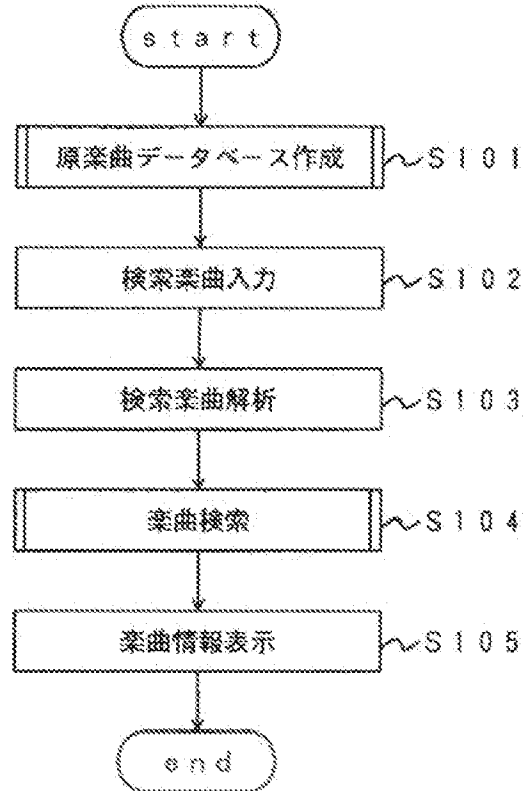 start
原楽曲データベース作成 S101
検索楽曲入力 S102
検索楽曲解析 S103
楽曲検索 S104
楽曲情報表示 S105
end